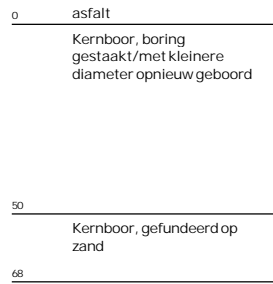 0 asfalt
Kernboor, boring
gestaakt/met kleinere
diameter opnieuw geboord
50
Kernboor, gefundeerd op
zand
68